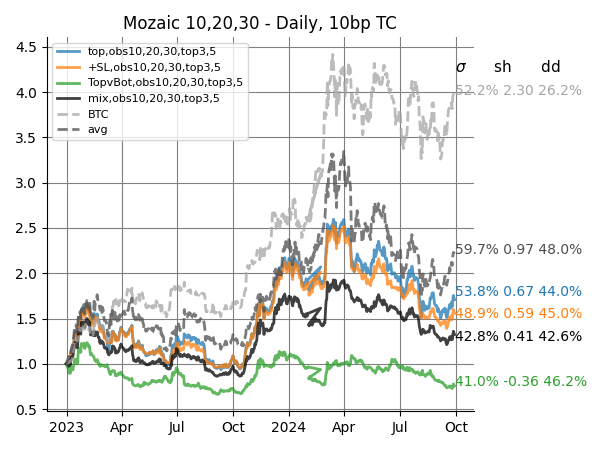 Mozaic 10,20,30 - Daily, 10bp TC
top,obs10,20,30,top3,5
+SL,obs10,20,30,top3,5
TopvBot,obs10,20,30,top3,5
mix,obs10,20,30,top3,5
BTC
avg
σ sh dd
52.2% 2.30 26.2%
59.7% 0.97 48.0%
53.8% 0.67 44.0%
48.9% 0.59 45.0%
42.8% 0.41 42.6%
41.0% -0.36 46.2%
4.5
4.0
3.5
3.0
2.5
2.0
1.5
1.0
0.5
2023 Apr Jul Oct 2024 Apr Jul Oct